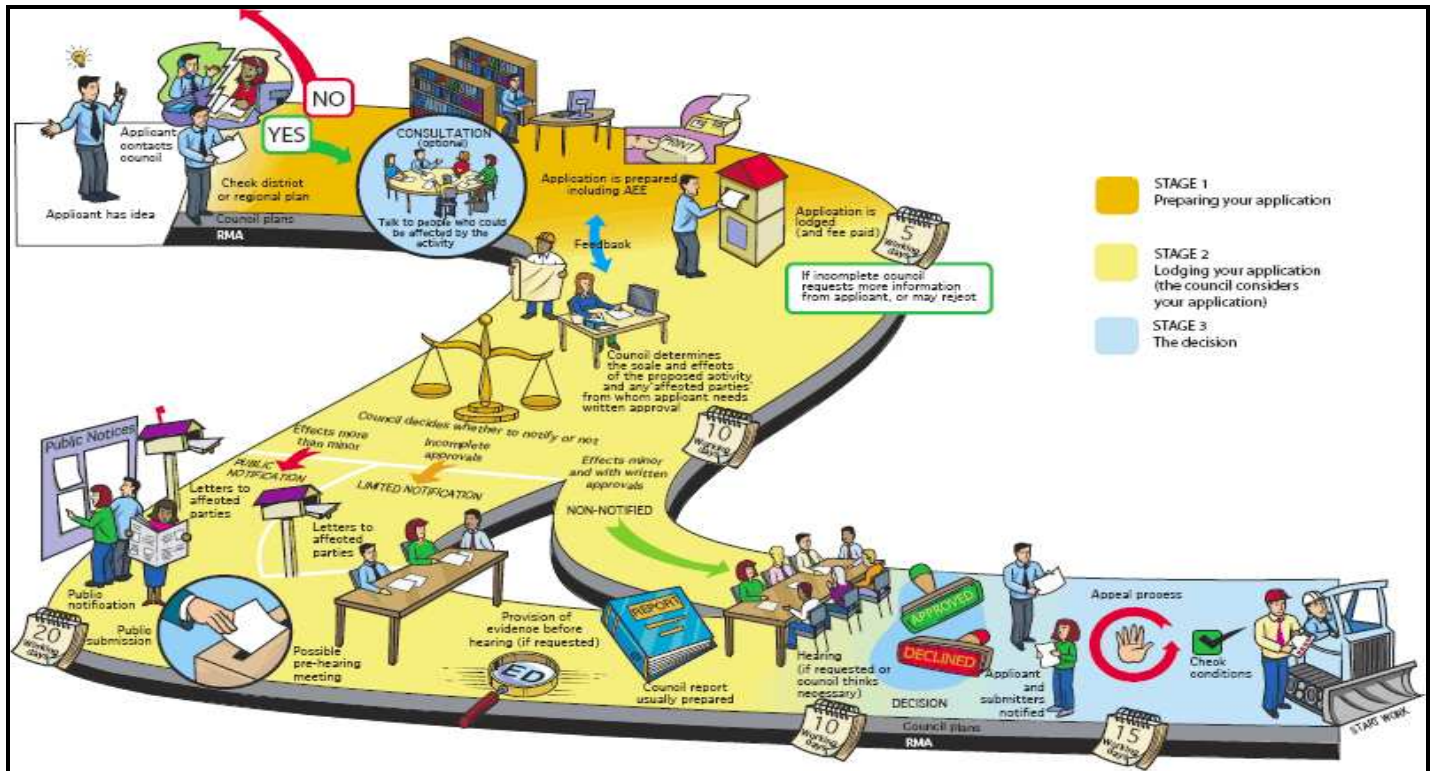 Applicant has idea
Applicant
contacts
council
NO
YES
Check district
or regional plan
Council plans
RMA
CONSULTATION
(optional)
Talk to people who could
be affected by the
activity
Application is prepared
including AEE
PRINT!
Feedback
Application is
lodged
(and fee paid)
5
Working
days
If incomplete council
requests more information
from applicant, or may reject
STAGE 1
Preparing your application
STAGE 2
Lodging your application
(the council considers
your application)
STAGE 3
The decision
Council determines
the scale and effects
of the proposed activity
and any affected parties
from whom applicant needs
written approval
10
Working
days
Council decides whether to notify or not
Effects more
than minor
PUBLIC
NOTIFICATION
Incomplete
approvals
LIMITED NOTIFICATION
Effects minor
and with written
approvals
NON-NOTIFIED
Public Notices
Letters to
affected
parties
Letters to
affected
parties
Public
notification
20
Working
days
Public
submission
Possible
pre-hearing
meeting
Provision of
evidence before
hearing (if requested)
ED
REPORT
Council report
usually prepared
Hearing
(if requested or
council thinks
necessary)
10
Working
days
APPROVED
DECLINED
DECISION
Council plans
RMA
Applicant
and
submitters
notified
15
Working
days
Appeal process
Check
conditions
START WORK